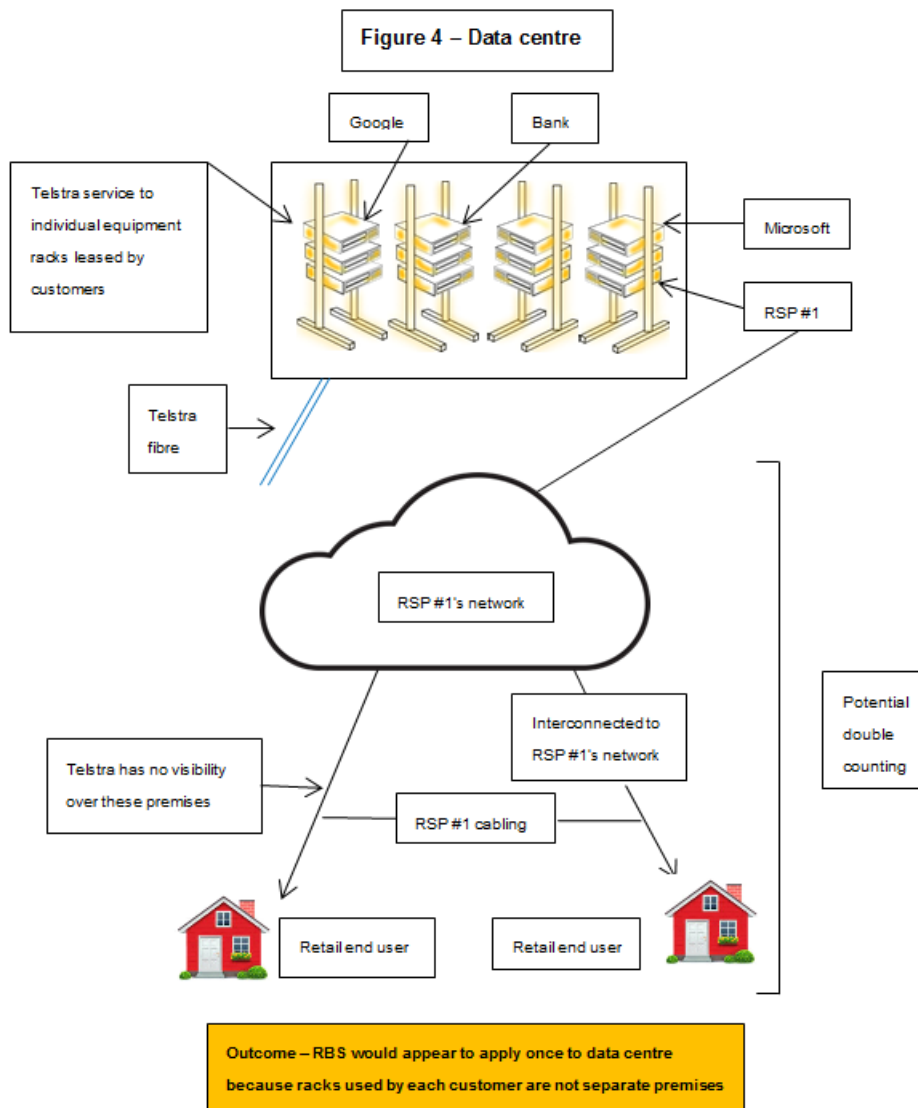 Figure 4 – Data centre
Google
Bank
Telstra service to
individual equipment
racks leased by
customers
Microsoft
RSP #1
Telstra
fibre
RSP #1's network
Interconnected to
RSP #1's network
Potential
double
counting
Telstra has no visibility
over these premises
RSP #1 cabling
Retail end user
Retail end user
Outcome – RBS would appear to apply once to data centre
because racks used by each customer are not separate premises